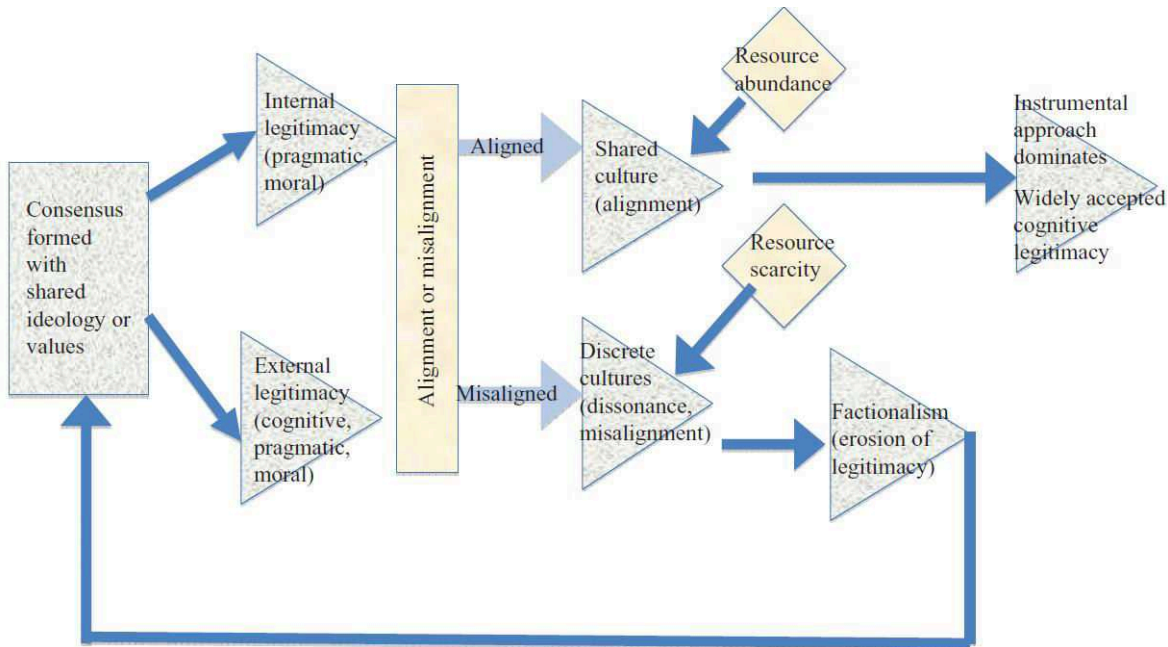 Consensus
formed
with
shared
ideology or
values
Internal
legitimacy
(pragmatic,
moral)
External
legitimacy
(cognitive,
pragmatic,
moral)
Alignment or misalignment
Aligned
Misaligned
Shared
culture
(alignment)
Resource
abundance
Resource
scarcity
Discrete
cultures
(dissonance,
misalignment)
Instrumental
approach
dominates
Widely accepted
cognitive
legitimacy
Factionalism
(erosion of
legitimacy)